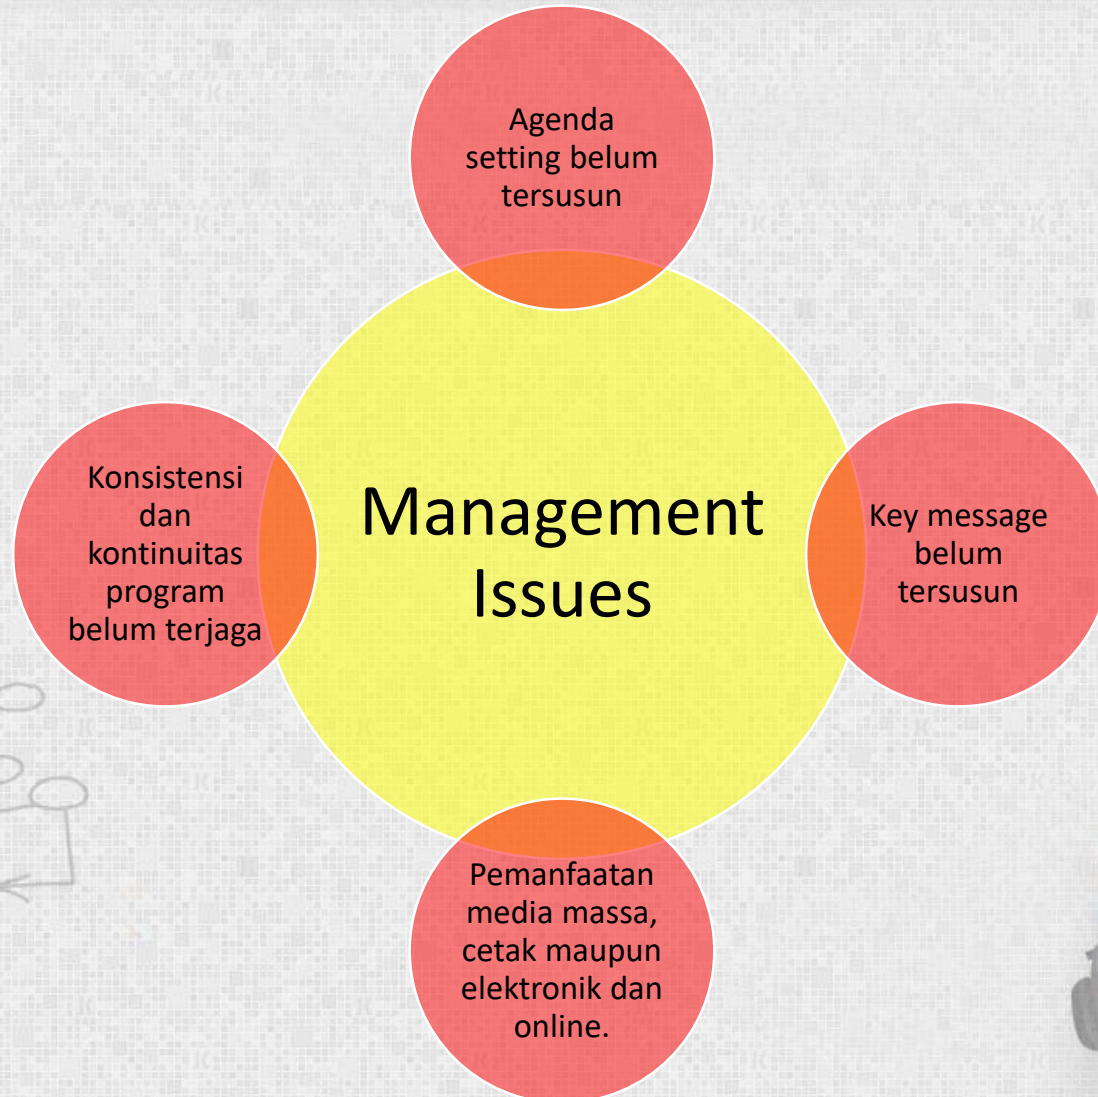 Agenda
setting belum
tersusun
Konsistensi
dan
kontinuitas
program
belum terjaga
Management
Issues
Key message
belum
tersusun
Pemanfaatan
media massa,
cetak maupun
elektronik dan
online.